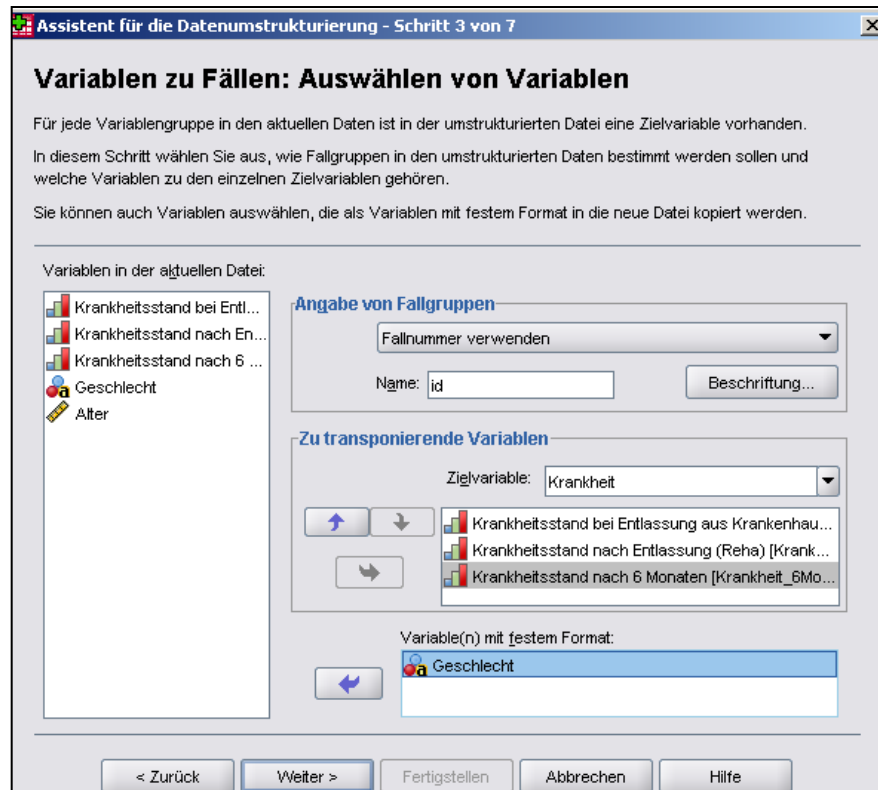 Assistent für die Datenumstrukturierung - Schritt 3 von 7
Variablen zu Fällen: Auswählen von Variablen
Für jede Variablengruppe in den aktuellen Daten ist in der umstrukturierten Datei eine Zielvariable vorhanden.
In diesem Schritt wählen Sie aus, wie Fallgruppen in den umstrukturierten Daten bestimmt werden sollen und
welche Variablen zu den einzelnen Zielvariablen gehören.
Sie können auch Variablen auswählen, die als Variablen mit festem Format in die neue Datei kopiert werden.
Variablen in der aktuellen Datei:
Krankheitsstand bei Entl...
Krankheitsstand nach En...
Krankheitsstand nach 6 ...
Geschlecht
Alter
Angabe von Fallgruppen
Fallnummer verwenden
Name: id
Beschriftung...
Zu transponierende Variablen
Zielvariable: Krankheit
Krankheitsstand bei Entlassung aus Krankenhau...
Krankheitsstand nach Entlassung (Reha) [Krank...
Krankheitsstand nach 6 Monaten [Krankheit_6Mo...
Variable(n) mit festem Format:
Geschlecht
< Zurück
Weiter >
Fertigstellen
Abbrechen
Hilfe